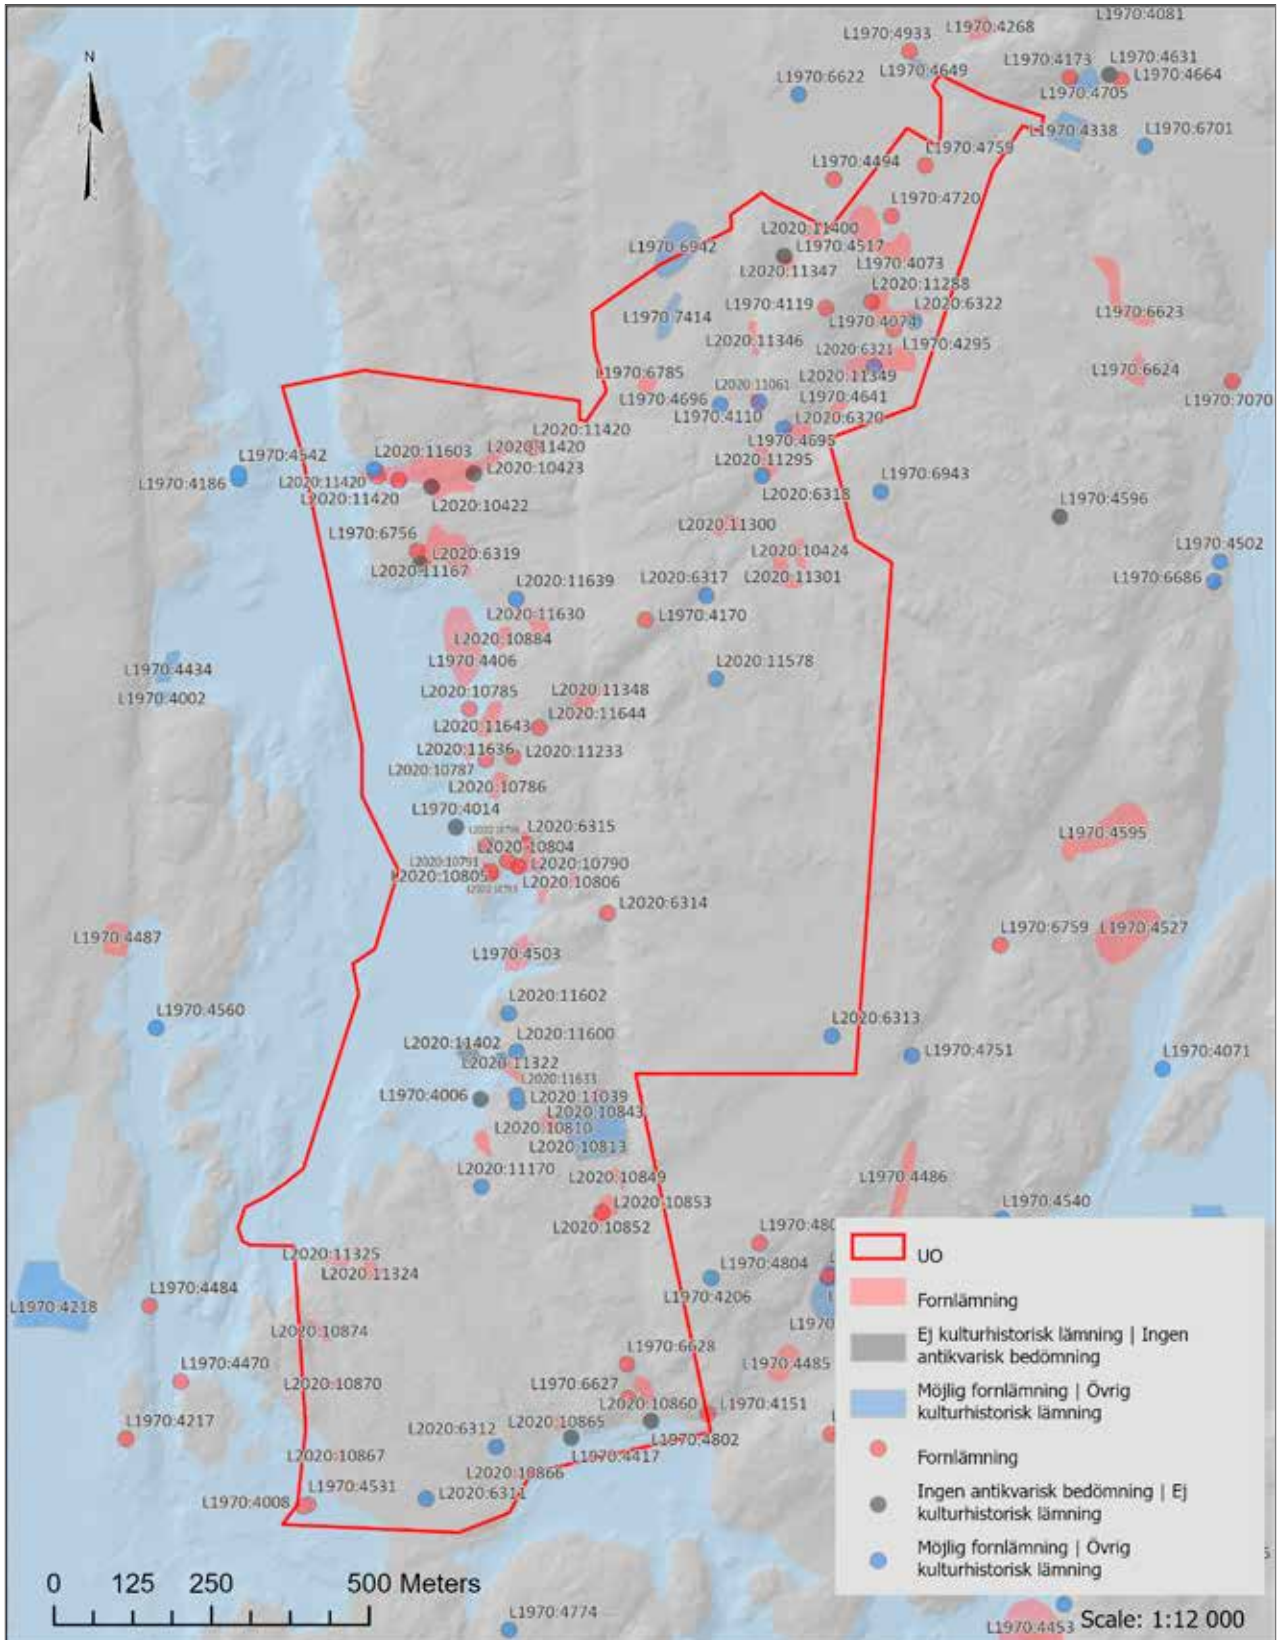 L1970:4081
L1970:4268
L1970:4933
L1970:4173
L1970:4631
L1970:4649
L1970:4664
L1970:6622
L1970:4705
L1970:4338
L1970:6701
N
L1970:4759
L1970:4494
L1970:4720
L2020:11400
L1970:6942
L1970:4517
L2020:11347
L1970:4073
L2020:11288
L1970:4119
L2020:6322
L1970:6623
L1970:7414
L1970:4074
L2020:11346
L1970:4295
L2020:6321
L1970:6785
L2020:11349
L1970:6624
L2020:11061
L1970:4696
L1970:4641
L1970:7070
L1970:4110
L2020:6320
L2020:11420
L1970:4695
L2020:11420
L1970:4542
L2020:11603
L2020:10423
L2020:11295
L1970:6943
L1970:4186
L2020:11420
L2020:11420
L2020:6318
L2020:10422
L1970:4596
L2020:11300
L1970:6756
L2020:6319
L2020:10424
L1970:4502
L2020:11167
L2020:11301
L1970:6686
L2020:11639
L2020:6317
L2020:11630
L1970:4170
L2020:10884
L1970:4406
L2020:11578
L1970:4434
L1970:4002
L2020:10785
L2020:11348
L2020:11644
L2020:11643
L2020:11636
L2020:11233
L2020:10787
L2020:10786
L1970:4014
L2020:6315
L1970:4595
L2020:10804
L2020:10791
L2020:10790
L2020:10805
L2020:10806
L2020:6314
L1970:4487
L1970:6759
L1970:4527
L1970:4503
L1970:4560
L2020:11602
L2020:6313
L2020:11600
L2020:11402
L1970:4751
L2020:11322
L1970:4071
L2020:11633
L1970:4006
L2020:11039
L2020:10843
L2020:10810
L2020:10813
L2020:11170
L2020:10849
L1970:4486
L2020:10853
L1970:4540
L2020:10852
L1970:480
L2020:11325
L2020:11324
L1970:4804
L1970:4484
L1970:4206
L1970:4218
L1970:
L2020:10874
L1970:6628
L1970:4485
L1970:4470
L2020:10870
L1970:6627
L2020:10860
L1970:4151
L1970:4217
L2020:6312
L2020:10865
L1970:4802
L2020:10867
L1970:4417
L2020:10866
L1970:4531
L2020:6311
L1970:4008
UO
Fornlämning
Ej kulturhistorisk lämning | Ingen
antikvarisk bedömning
Möjlig fornlämning | Övrig
kulturhistorisk lämning
Fornlämning
Ingen antikvarisk bedömning | Ej
kulturhistorisk lämning
Möjlig fornlämning | Övrig
kulturhistorisk lämning
0 125 250 500 Meters
L1970:4774
L1970:4453
Scale: 1:12 000